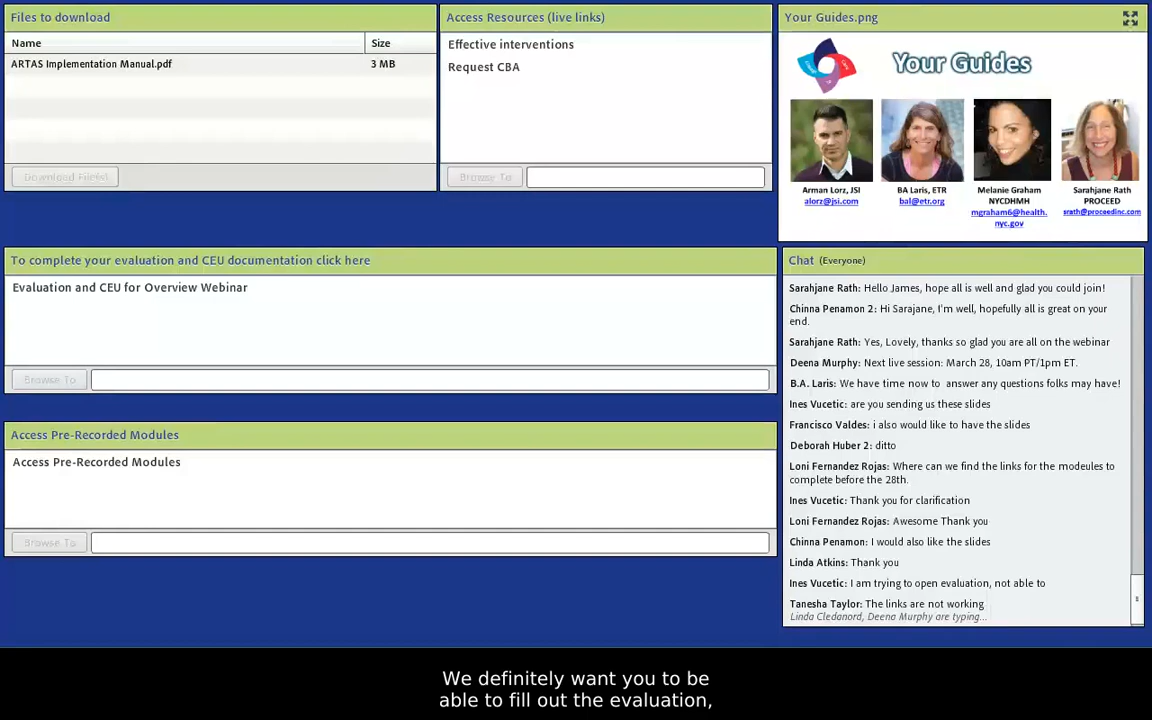 Files to download
Name Size
ARTAS Implementation Manual.pdf 3 MB
Download File(s)
Access Resources (live links)
Effective interventions
Request CBA
Browse To
Your Guides.png
Your Guides
Arman Lorz, JSI
alorz@jsi.com
BA Laris, ETR
bal@etr.org
Melanie Graham
NYCDHMH
mgraham6@health.
nyc.gov
Sarahjane Rath
PROCEED
srath@proceedinc.com
To complete your evaluation and CEU documentation click here
Evaluation and CEU for Overview Webinar
Browse To
Access Pre-Recorded Modules
Access Pre-Recorded Modules
Browse To
Chat (Everyone)
Sarahjane Rath: Hello James, hope all is well and glad you could join!
Chinna Penamon 2: Hi Sarajane, I'm well, hopefully all is great on your
end.
Sarahjane Rath: Yes, Lovely, thanks so glad you are all on the webinar
Deena Murphy: Next live session: March 28, 10am PT/1pm ET.
B.A. Laris: We have time now to answer any questions folks may have!
Ines Vucetic: are you sending us these slides
Francisco Valdes: i also would like to have the slides
Deborah Huber 2: ditto
Loni Fernandez Rojas: Where can we find the links for the modeules to
complete before the 28th.
Ines Vucetic: Thank you for clarification
Loni Fernandez Rojas: Awesome Thank you
Chinna Penamon: I would also like the slides
Linda Atkins: Thank you
Ines Vucetic: I am trying to open evaluation, not able to
Tanesha Taylor: The links are not working
Linda Cledanord, Deena Murphy are typing...
We definitely want you to be
able to fill out the evaluation,